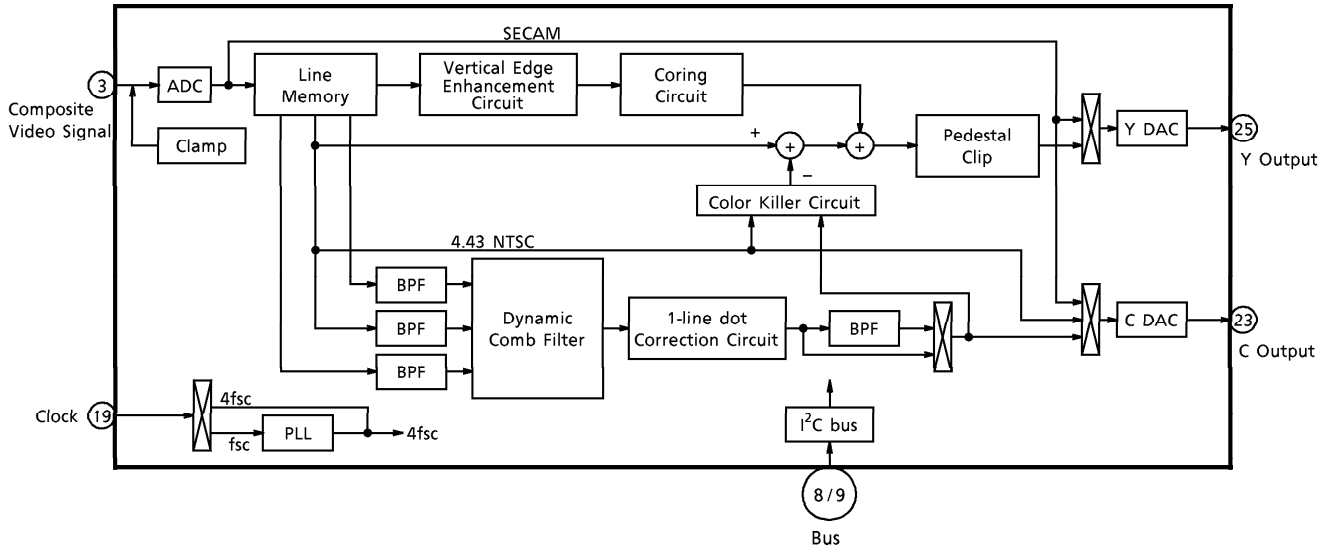 SECAM
3
ADC
Line
Memory
Vertical Edge
Enhancement
Circuit
Coring
Circuit
Composite
Video Signal
Clamp
+
+
+
Pedestal
Clip
Y DAC
25
Y Output
−
Color Killer Circuit
4.43 NTSC
BPF
BPF
BPF
Dynamic
Comb Filter
1-line dot
Correction Circuit
BPF
C DAC
23
C Output
Clock
19
4fsc
fsc
PLL
4fsc
I²C bus
8/9
Bus